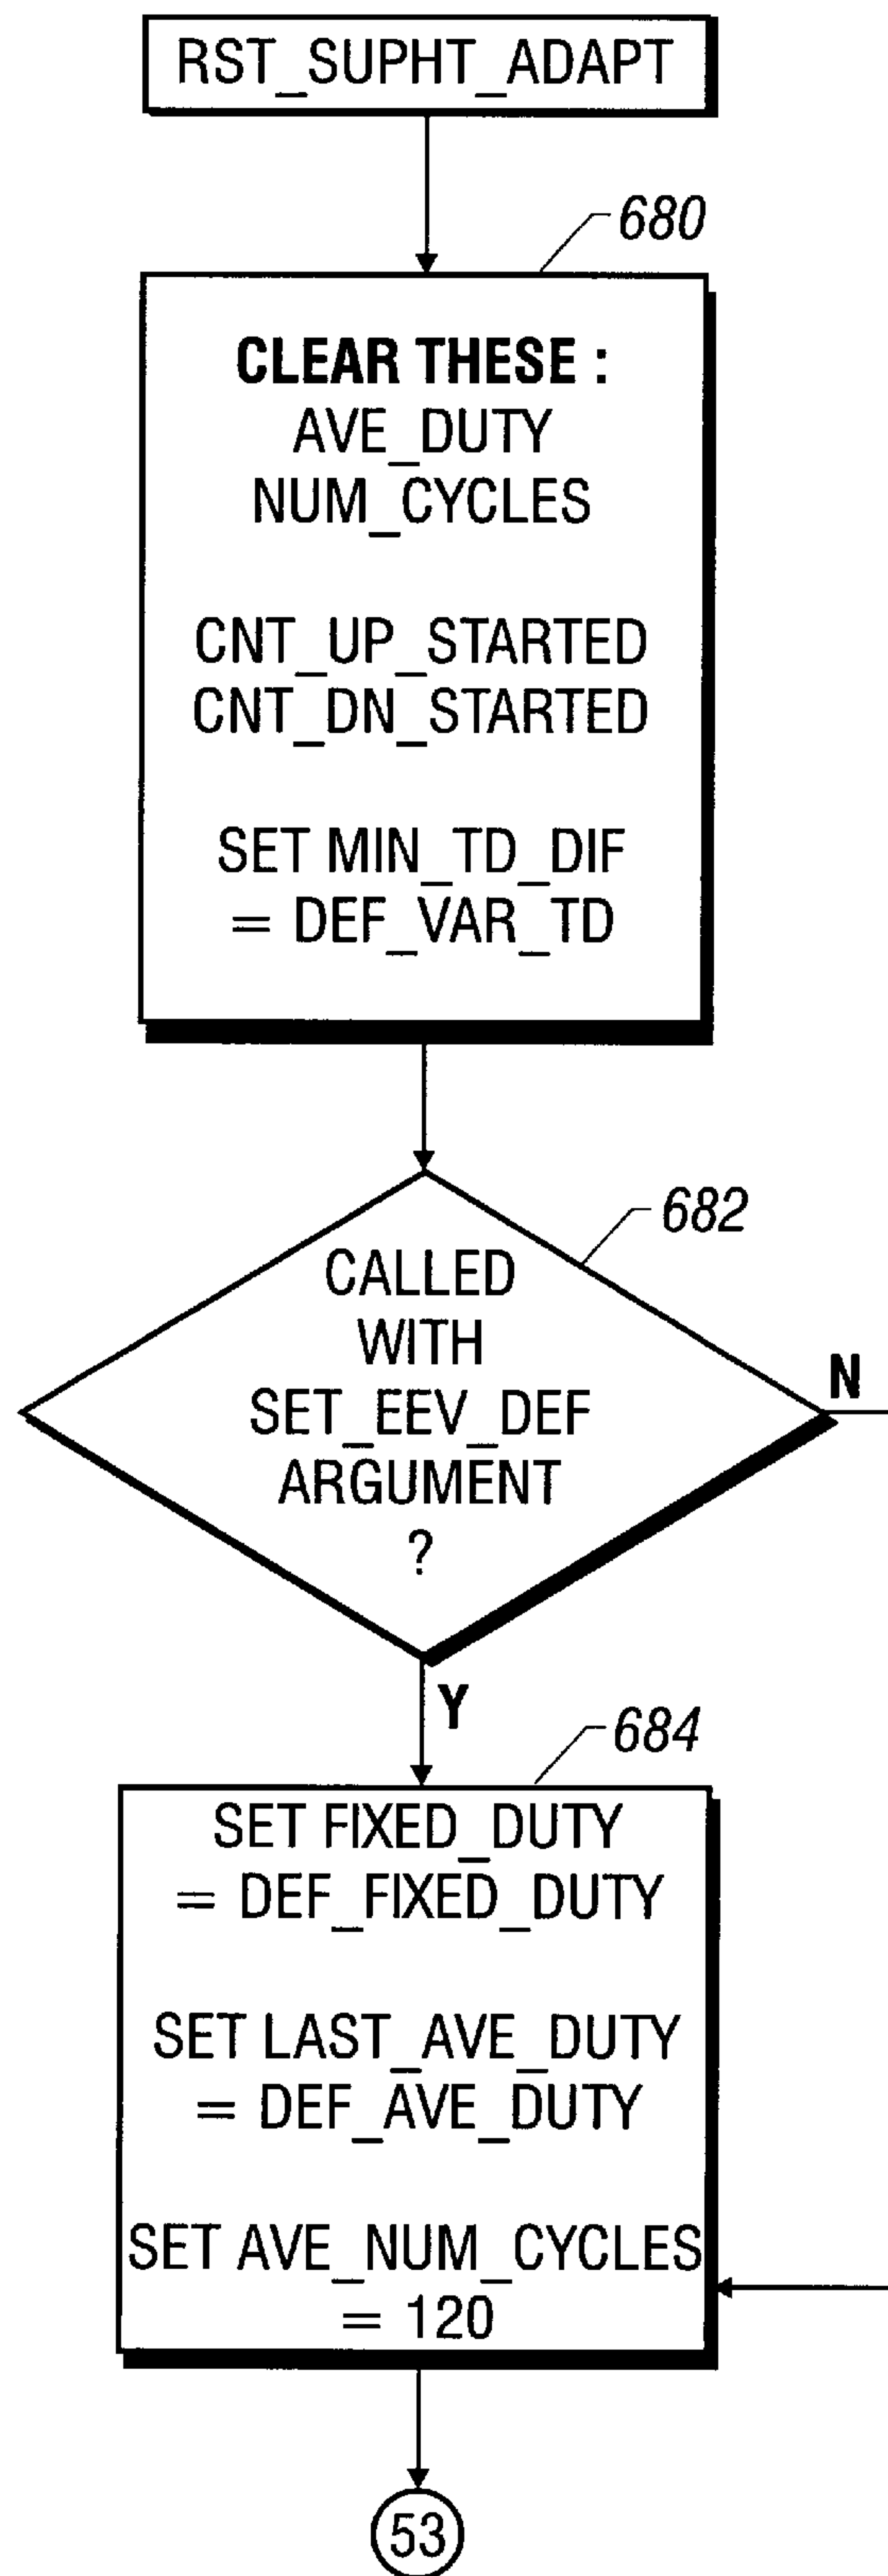 RST_SUPHT_ADAPT
680
CLEAR THESE :
AVE_DUTY
NUM_CYCLES
CNT_UP_STARTED
CNT_DN_STARTED
SET MIN_TD_DIF
= DEF_VAR_TD
682
CALLED
WITH
SET_EEV_DEF
ARGUMENT
?
N
Y
684
SET FIXED_DUTY
= DEF_FIXED_DUTY
SET LAST_AVE_DUTY
= DEF_AVE_DUTY
SET AVE_NUM_CYCLES
= 120
53